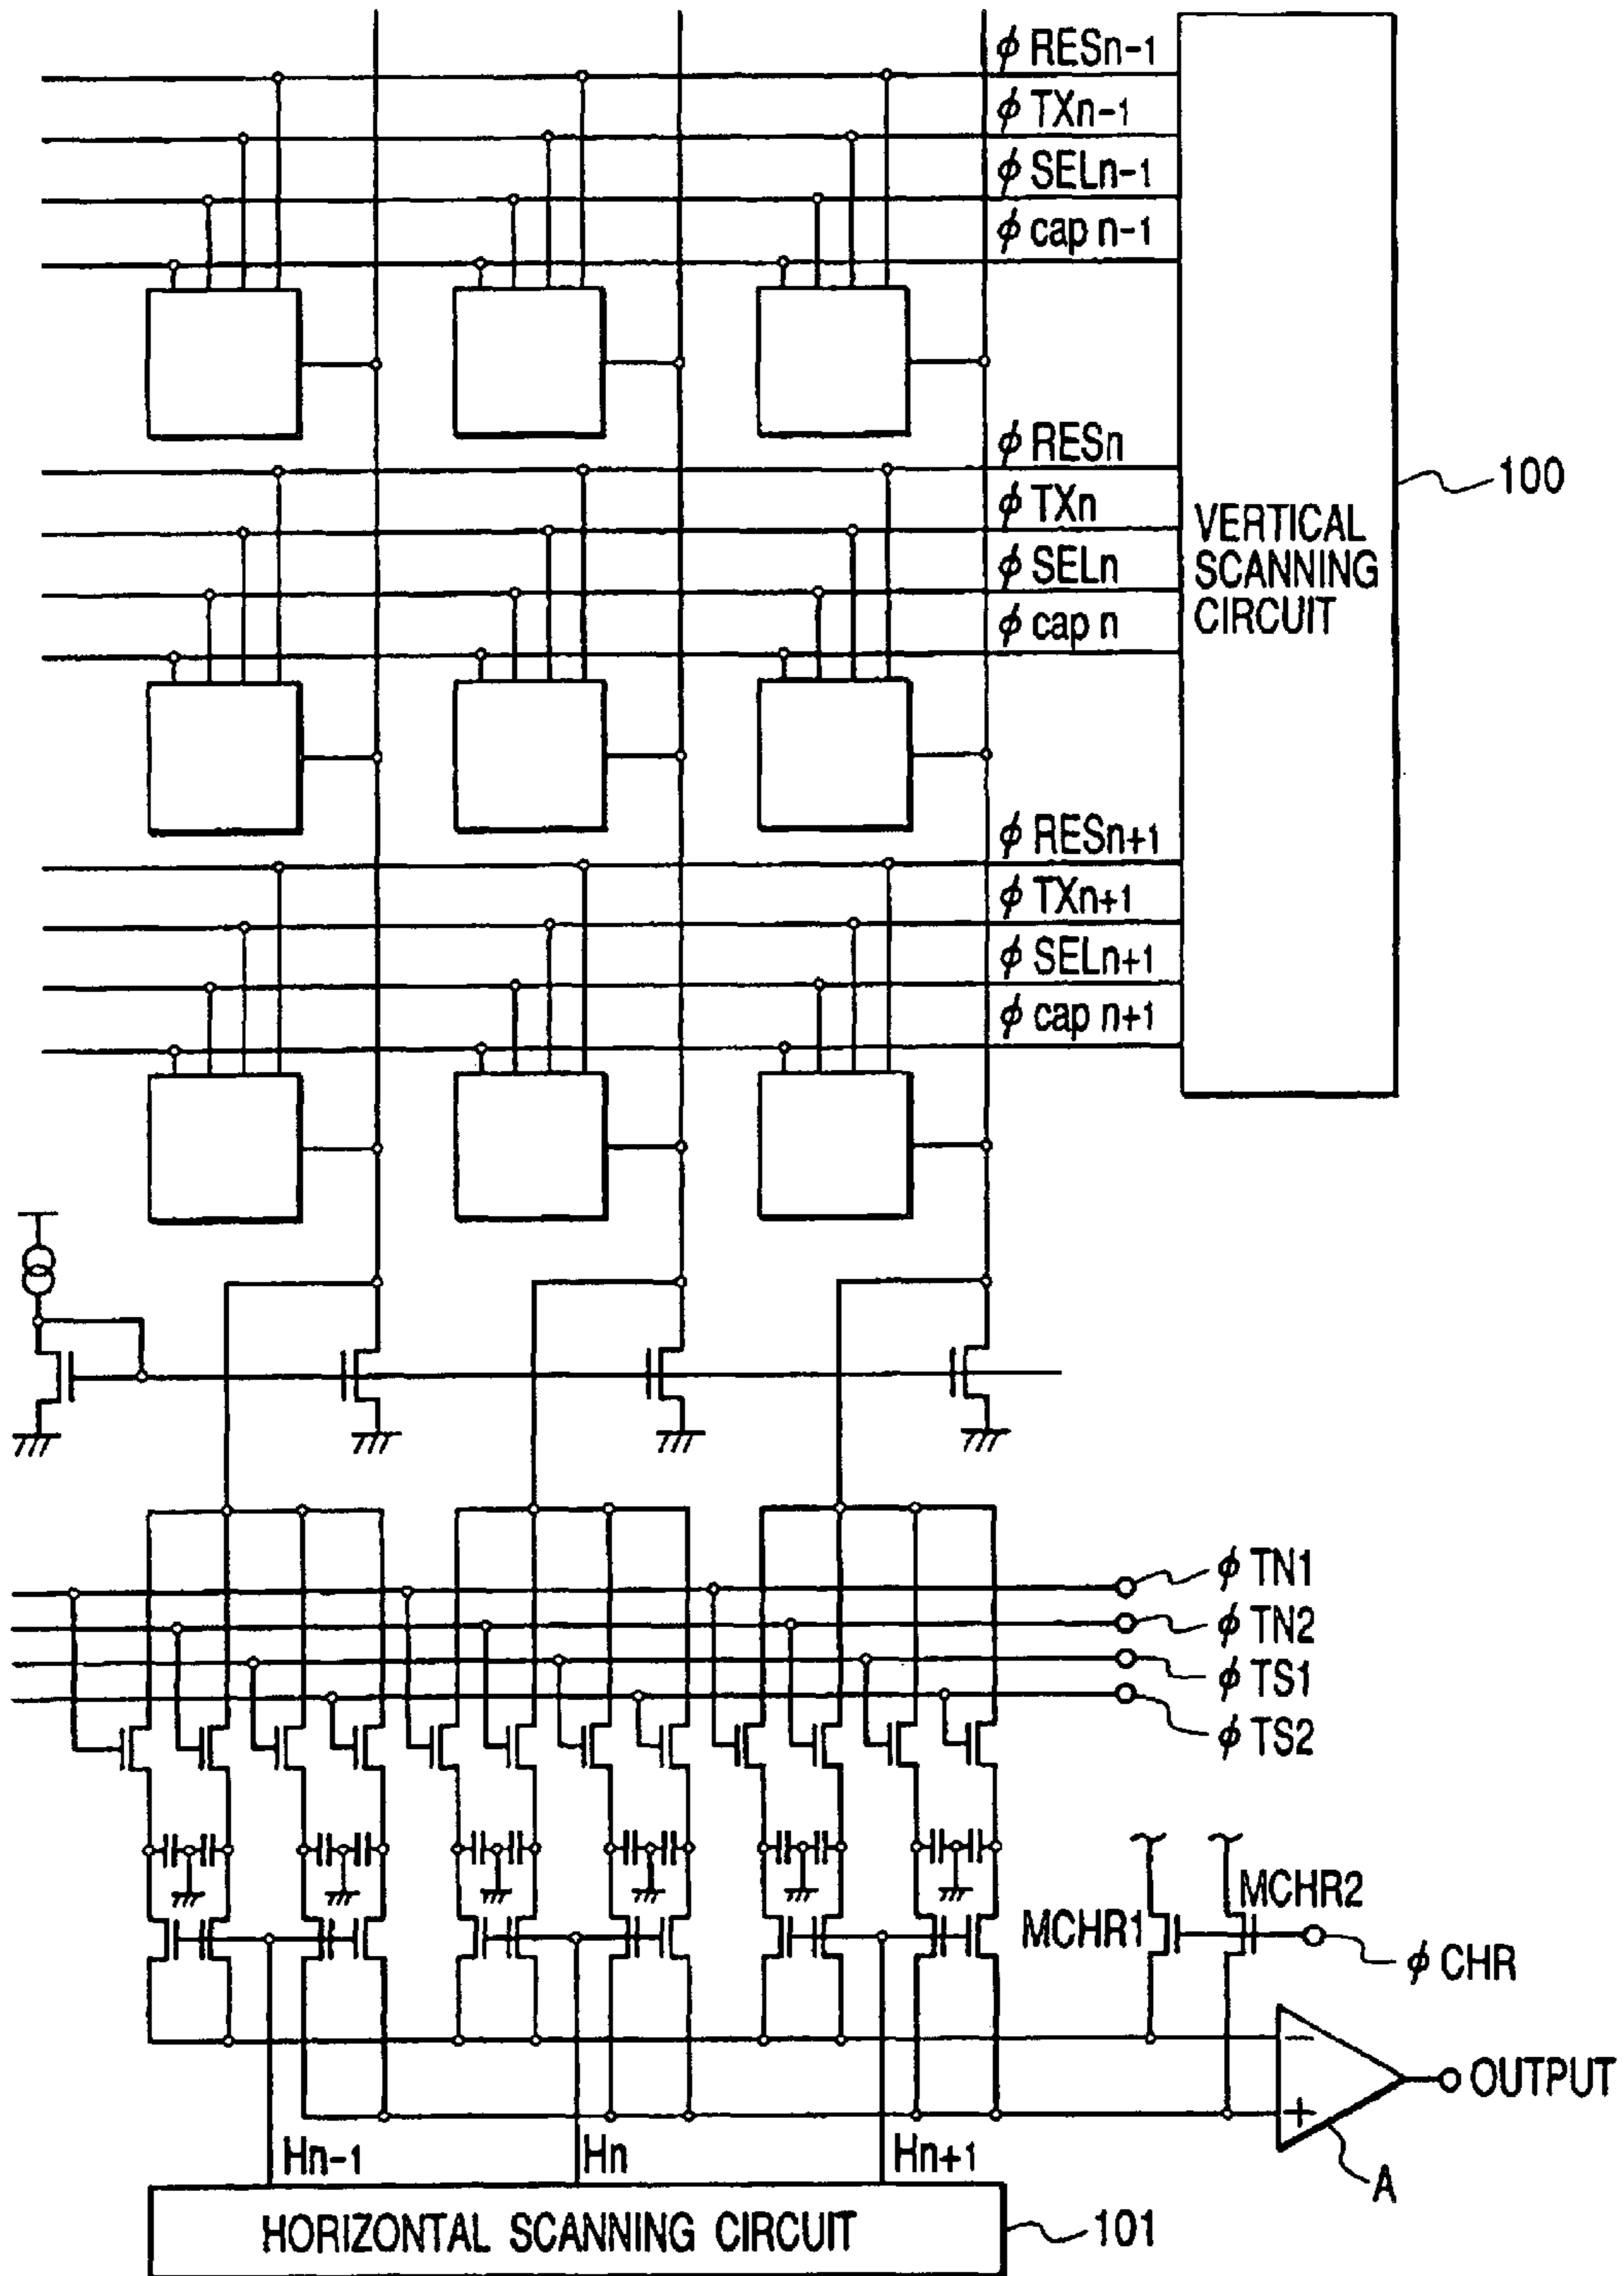 ϕ RESn-1
ϕ TXn-1
ϕ SELn-1
ϕ cap n-1
ϕ RESn
ϕ TXn
ϕ SELn
ϕ cap n
VERTICAL
SCANNING
CIRCUIT
100
ϕ RESn+1
ϕ TXn+1
ϕ SELn+1
ϕ cap n+1
ϕ TN1
ϕ TN2
ϕ TS1
ϕ TS2
MCHR2
MCHR1
ϕ CHR
−
+
OUTPUT
A
Hn-1
Hn
Hn+1
HORIZONTAL SCANNING CIRCUIT
101